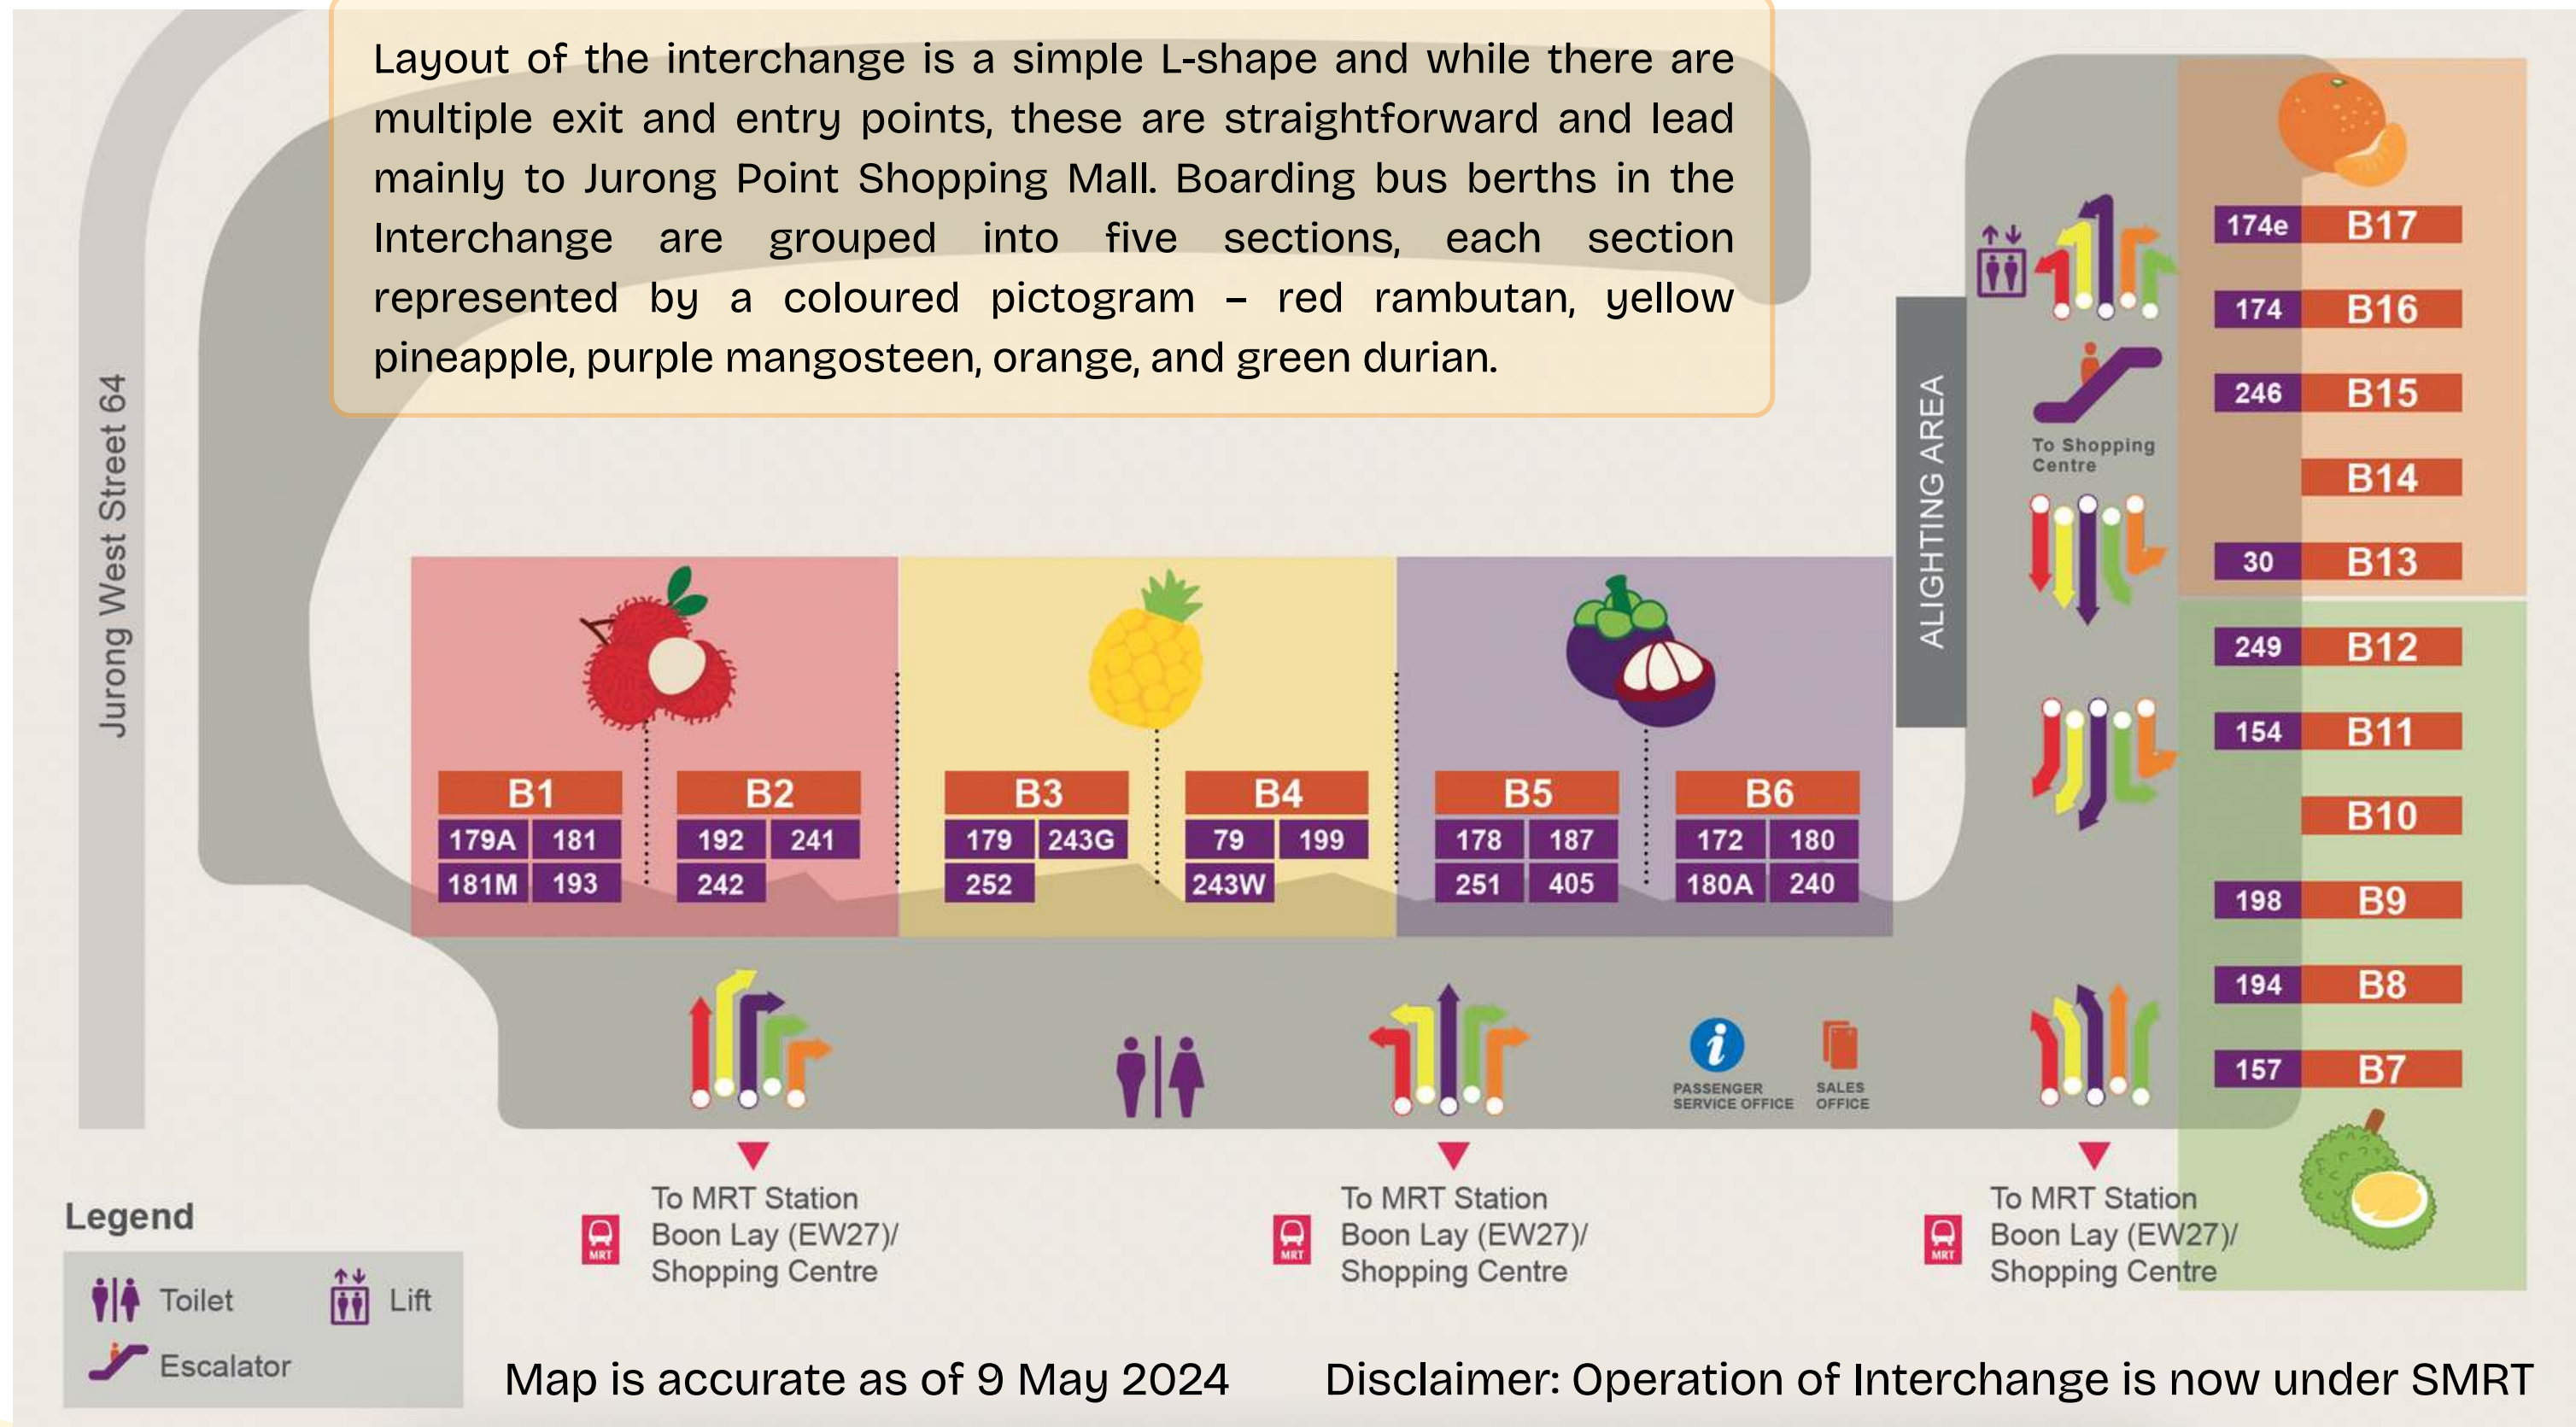 Layout of the interchange is a simple L-shape and while there are
multiple exit and entry points, these are straightforward and lead
mainly to Jurong Point Shopping Mall. Boarding bus berths in the
Interchange are grouped into five sections, each section
represented by a coloured pictogram – red rambutan, yellow
pineapple, purple mangosteen, orange, and green durian.
Jurong West Street 64
ALIGHTING AREA
To Shopping
Centre
174e B17
174 B16
246 B15
B14
30 B13
249 B12
154 B11
B10
198 B9
194 B8
157 B7
B1
179A 181
181M 193
B2
192 241
242
B3
179 243G
252
B4
79 199
243W
B5
178 187
251 405
B6
172 180
180A 240
i
PASSENGER
SERVICE OFFICE
SALES
OFFICE
MRT
To MRT Station
Boon Lay (EW27)/
Shopping Centre
MRT
To MRT Station
Boon Lay (EW27)/
Shopping Centre
MRT
To MRT Station
Boon Lay (EW27)/
Shopping Centre
Legend
Toilet
Lift
Escalator
Map is accurate as of 9 May 2024
Disclaimer: Operation of Interchange is now under SMRT